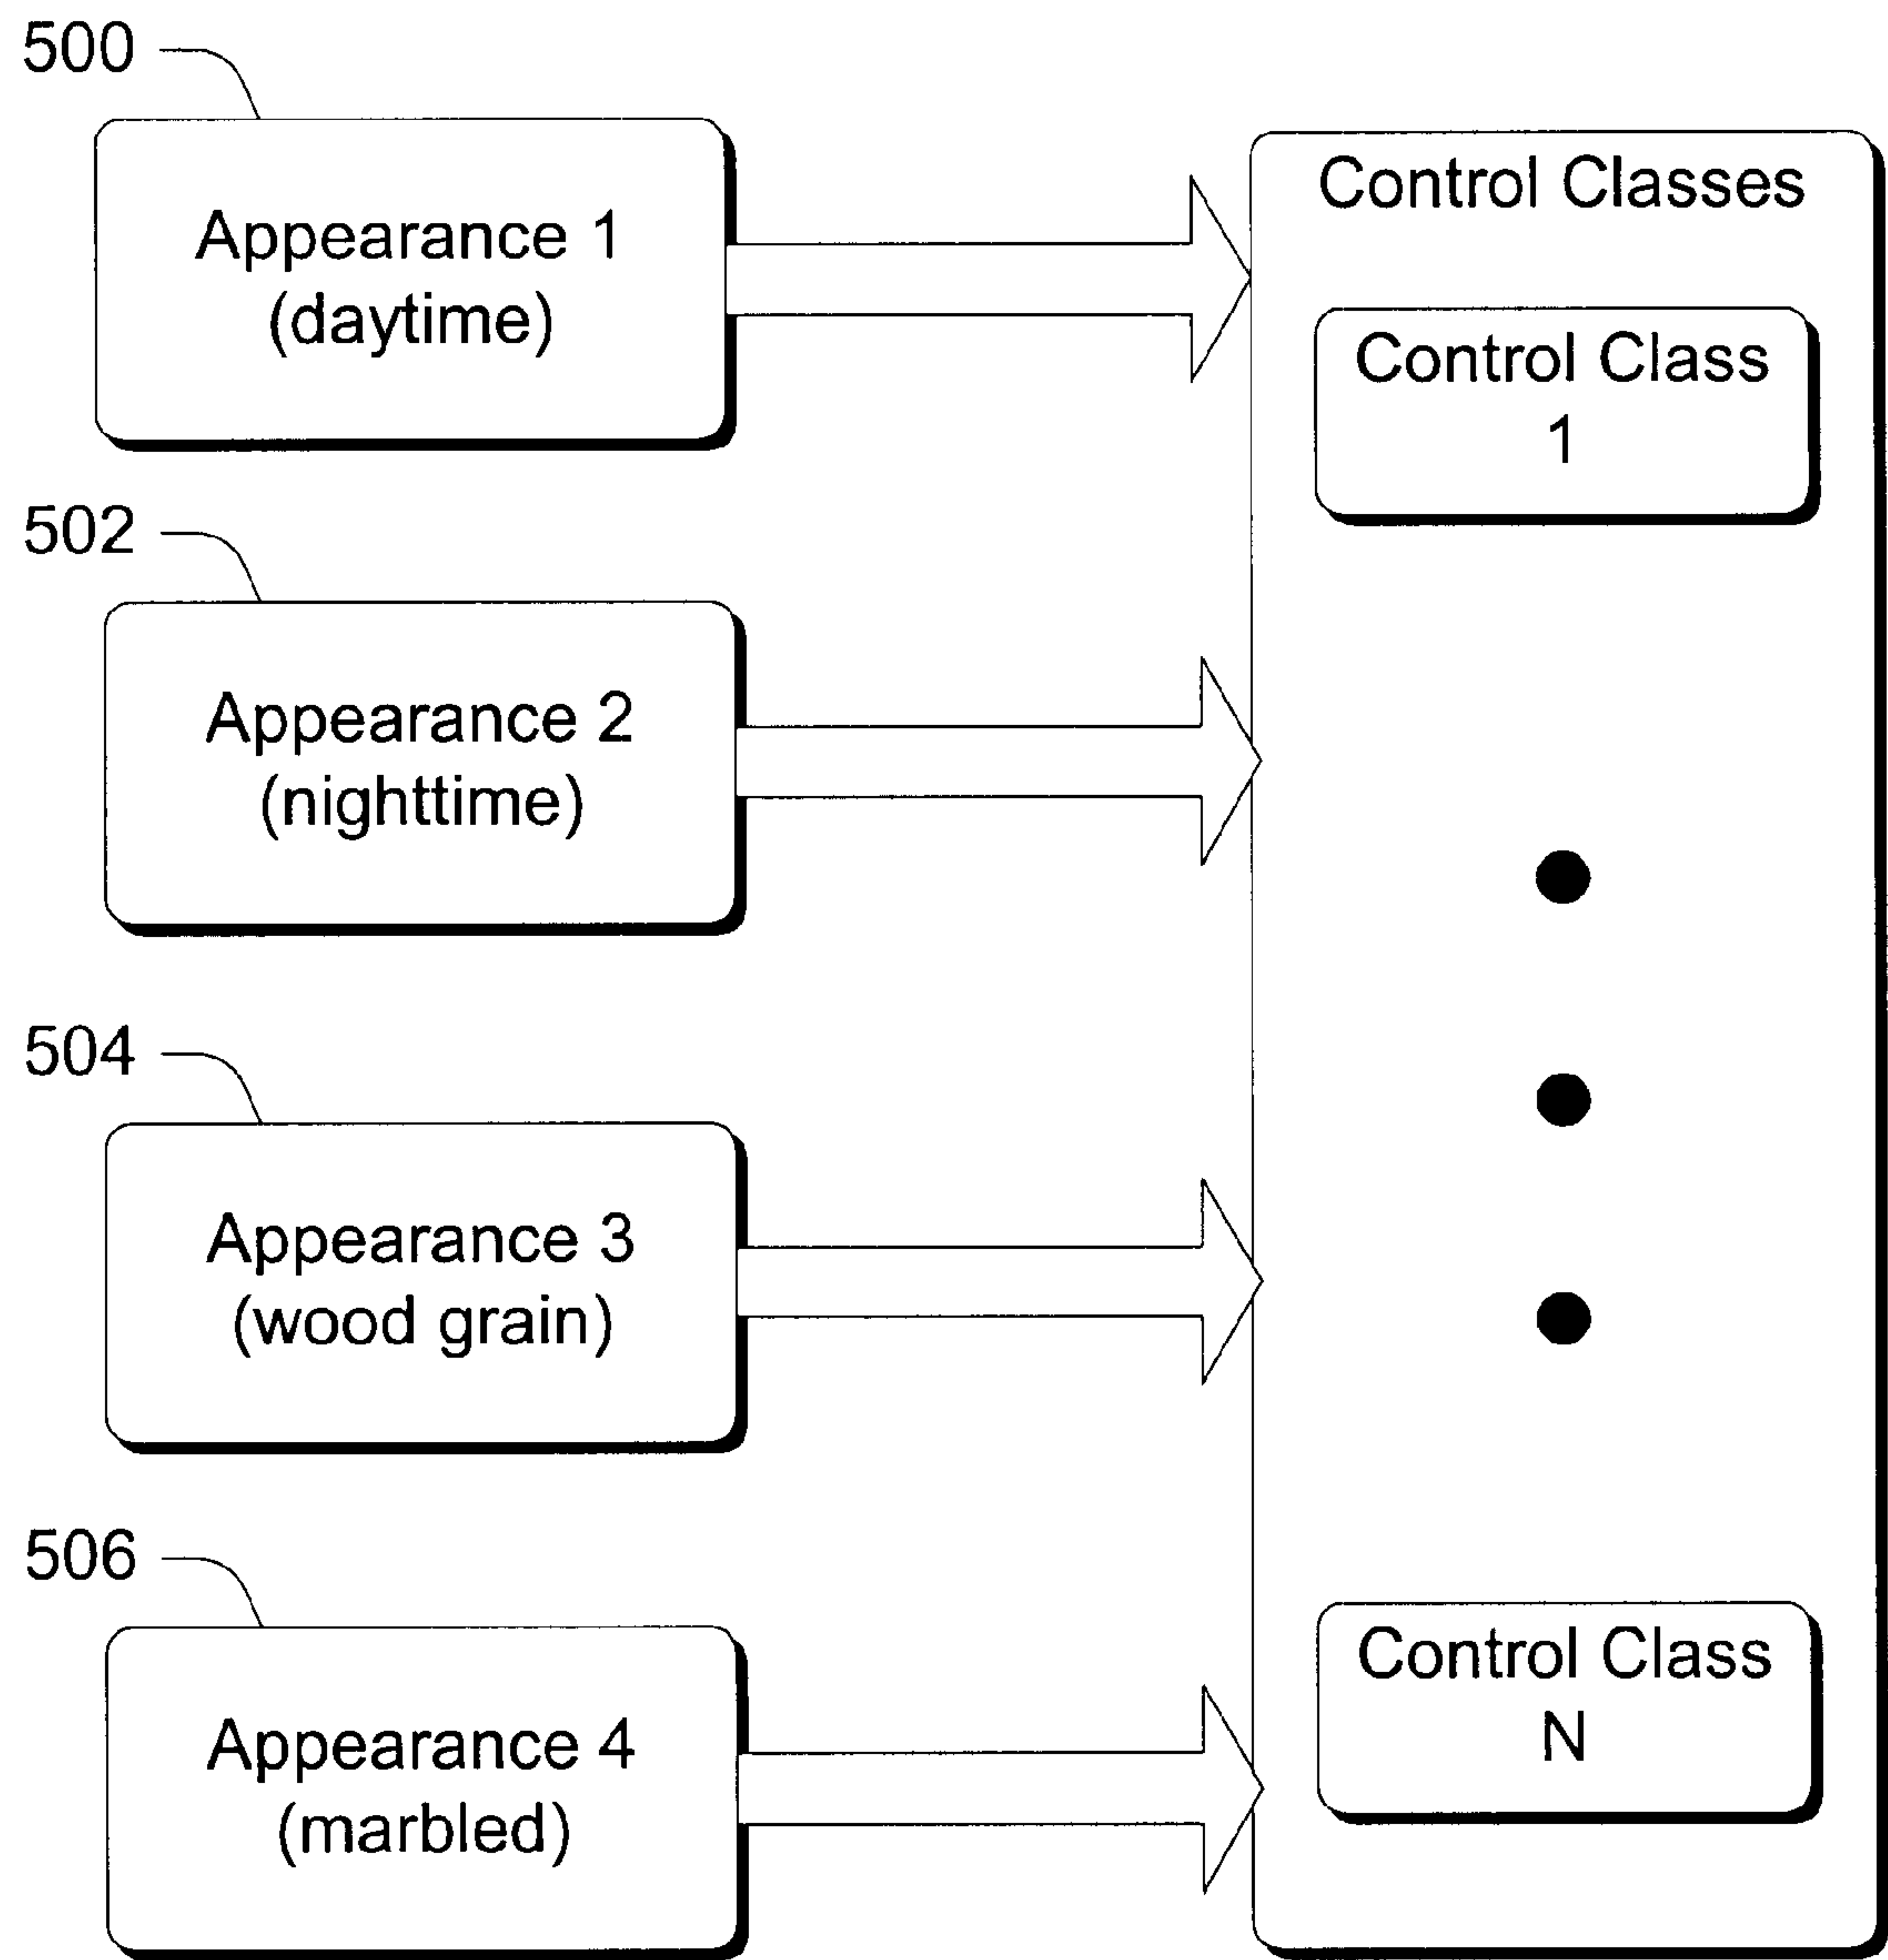 500
Appearance 1
(daytime)
502
Appearance 2
(nighttime)
504
Appearance 3
(wood grain)
506
Appearance 4
(marbled)
Control Classes
Control Class
1
Control Class
N